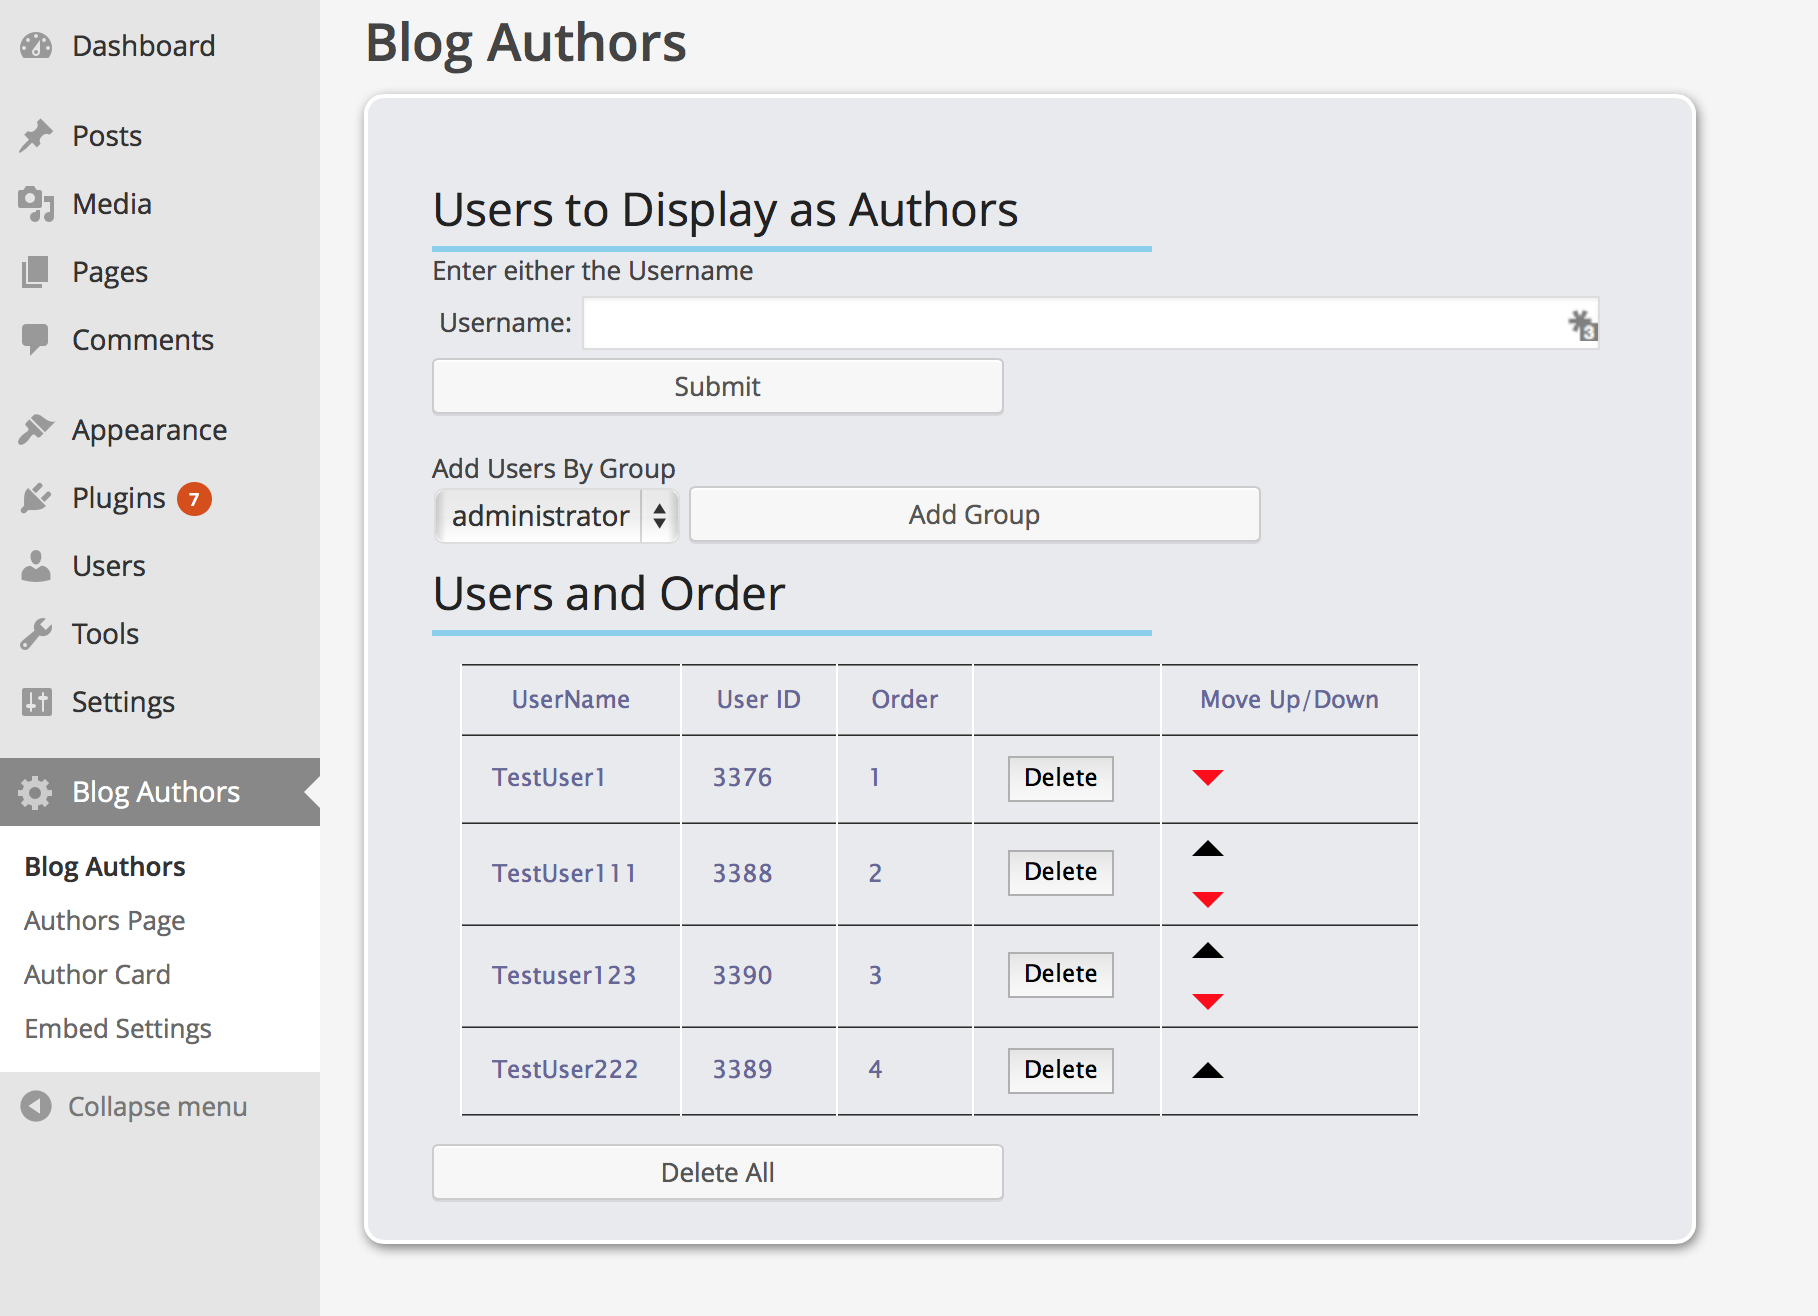 Dashboard
Posts
Media
Pages
Comments
Appearance
Plugins 7
Users
Tools
Settings
Blog Authors
Blog Authors
Authors Page
Author Card
Embed Settings
Collapse menu
Blog Authors
Users to Display as Authors
Enter either the Username
Username: 3
Submit
Add Users By Group
administrator Add Group
Users and Order
UserName User ID Order Move Up/Down
TestUser1 3376 1 Delete
TestUser111 3388 2 Delete
Testuser123 3390 3 Delete
TestUser222 3389 4 Delete
Delete All